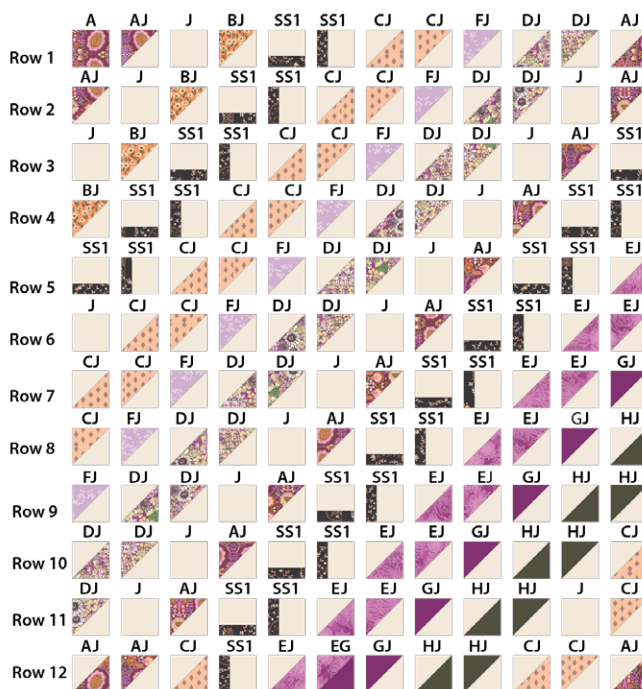 A AJ J BJ SS1 SS1 CJ CJ FJ DJ DJ AJ
Row 1
AJ J BJ SS1 SS1 CJ CJ FJ DJ DJ J AJ
Row 2
J BJ SS1 SS1 CJ CJ FJ DJ DJ J AJ SS1
Row 3
BJ SS1 SS1 CJ CJ FJ DJ DJ J AJ SS1 SS1
Row 4
SS1 SS1 CJ CJ FJ DJ DJ J AJ SS1 SS1 EJ
Row 5
J CJ CJ FJ DJ DJ J AJ SS1 SS1 EJ EJ
Row 6
CJ CJ FJ DJ DJ J AJ SS1 SS1 EJ EJ GJ
Row 7
CJ FJ DJ DJ J AJ SS1 SS1 EJ EJ GJ HJ
Row 8
FJ DJ DJ J AJ SS1 SS1 EJ EJ GJ HJ HJ
Row 9
DJ DJ J AJ SS1 SS1 EJ EJ GJ HJ HJ CJ
Row 10
DJ J AJ SS1 SS1 EJ EJ GJ HJ HJ J CJ
Row 11
AJ AJ CJ SS1 EJ EG GJ HJ HJ CJ CJ AJ
Row 12